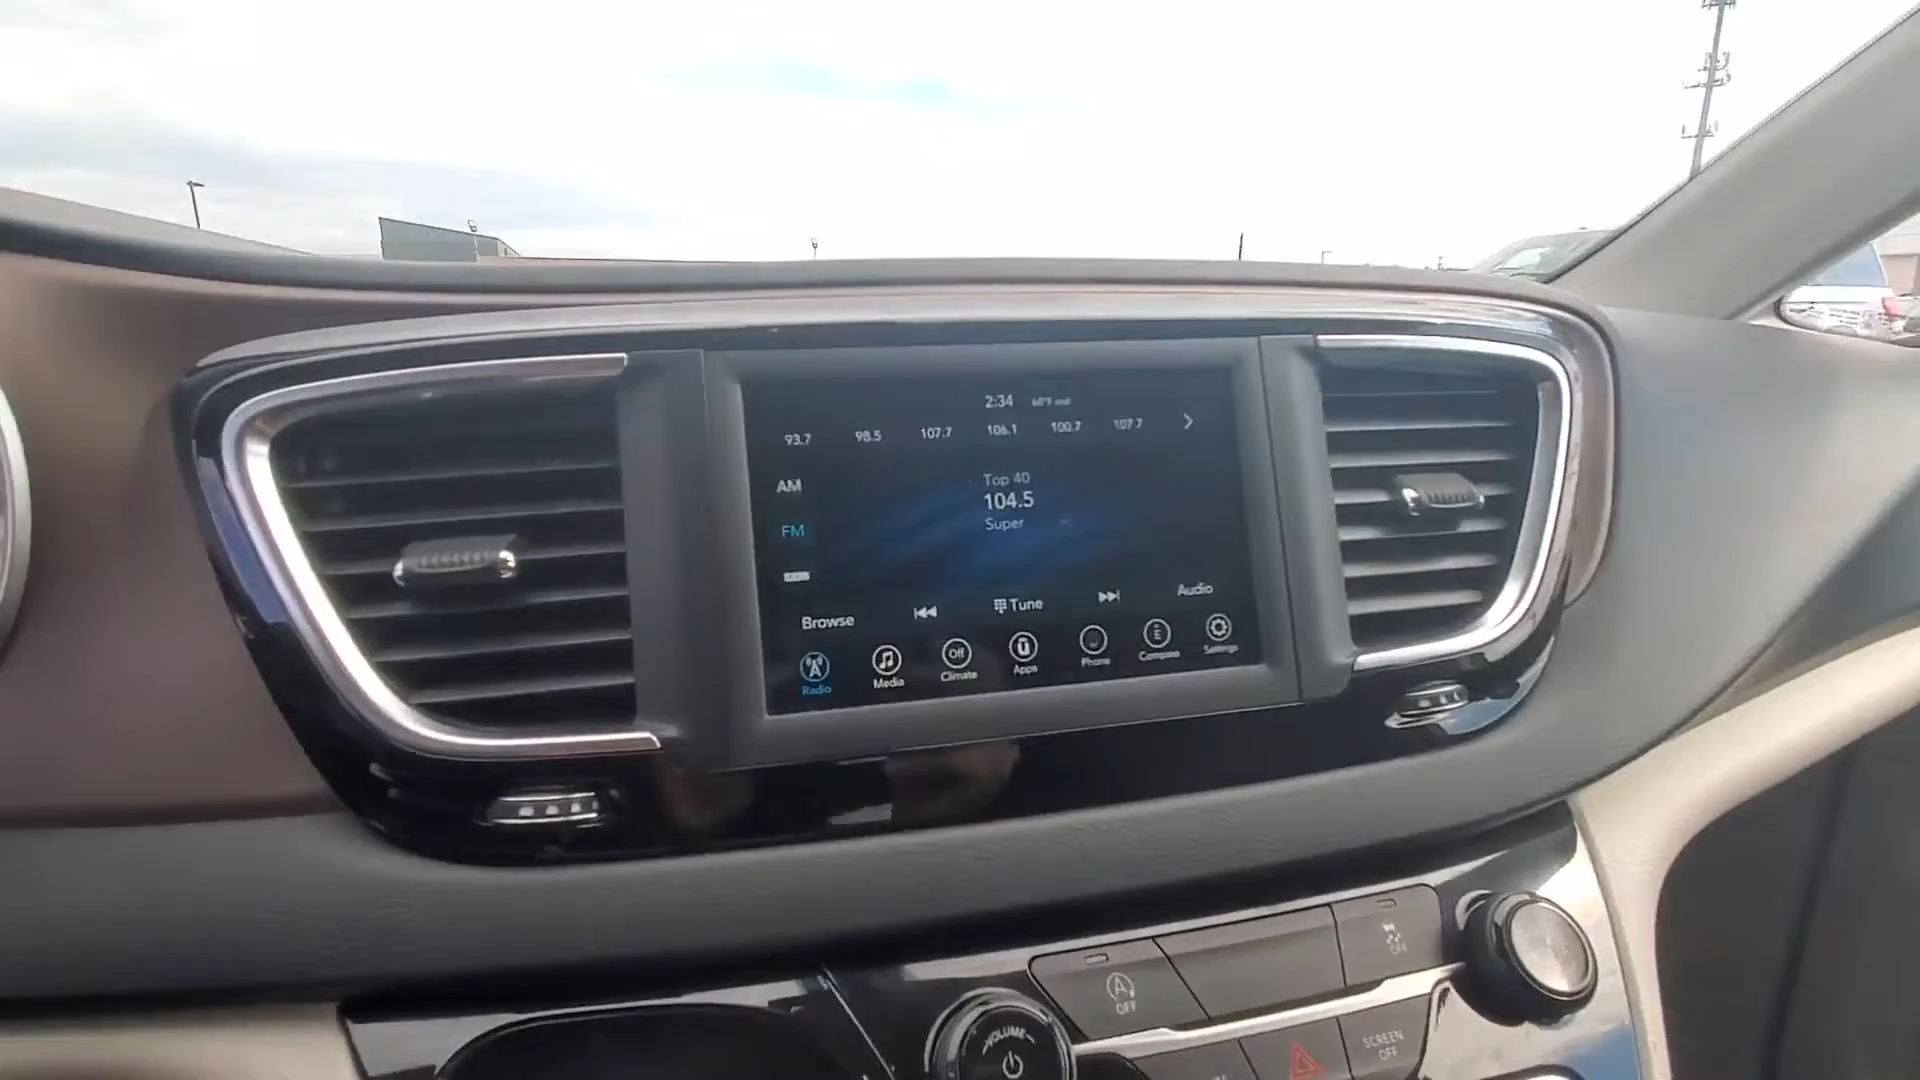 2:34
93.7 98.5 107.7 106.1 100.7 107.7
AM
Top 40
104.5
FM
Super
Browse
Tune
Audio
Radio
Media
Off
Climate
Apps
Phone
E
Compass
Settings
OFF
A
OFF
VOLUME
SCREEN
OFF